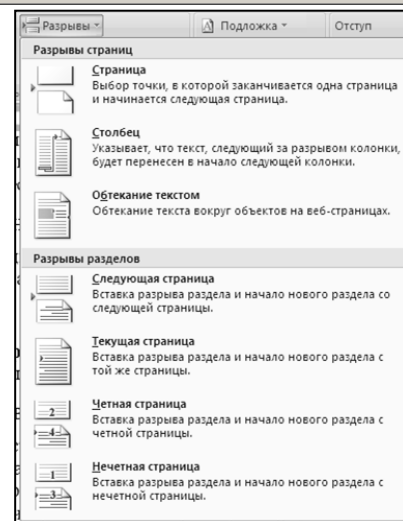 Разрывы Подложка Отступ
Разрывы страниц
Страница
Выбор точки, в которой заканчивается одна страница
и начинается следующая страница.
Столбец
Указывает, что текст, следующий за разрывом колонки,
будет перенесен в начало следующей колонки.
Обтекание текстом
Обтекание текста вокруг объектов на веб-страницах.
Разрывы разделов
Следующая страница
Вставка разрыва раздела и начало нового раздела со
следующей страницы.
Текущая страница
Вставка разрыва раздела и начало нового раздела с
той же страницы.
Четная страница
2
4
Вставка разрыва раздела и начало нового раздела с
четной страницы.
Нечетная страница
1
3
Вставка разрыва раздела и начало нового раздела с
нечетной страницы.